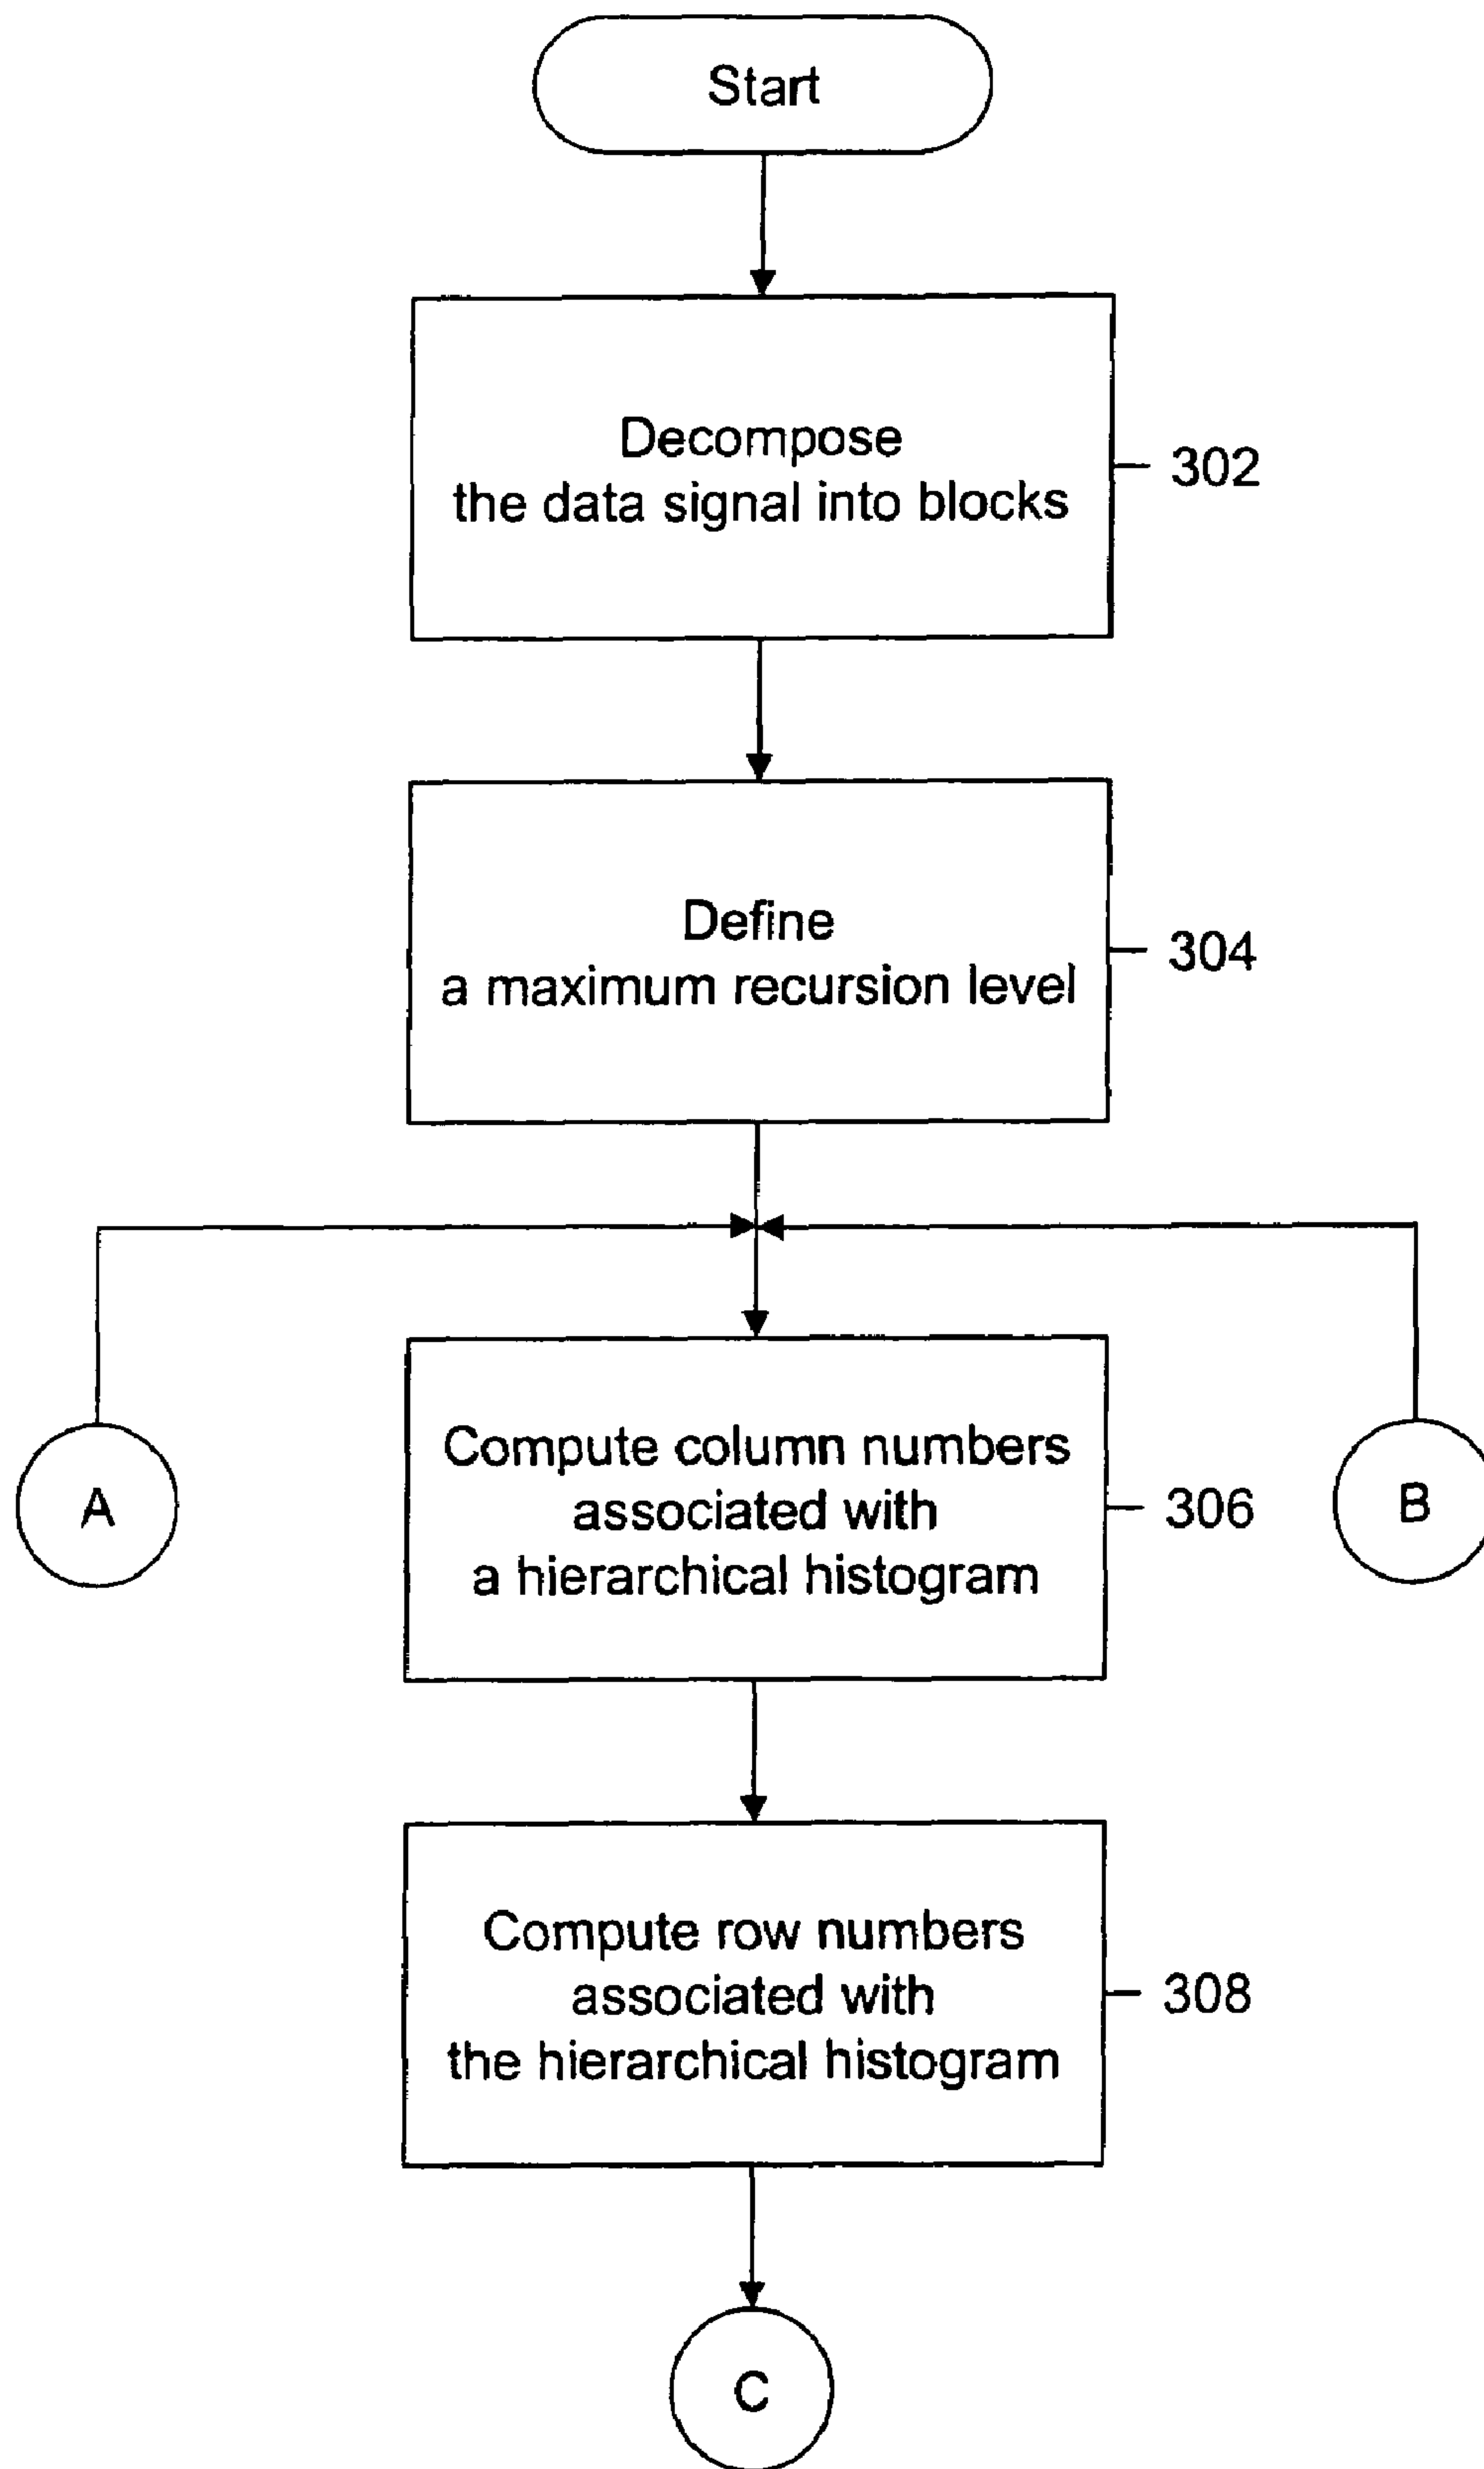 Start
Decompose
the data signal into blocks
302
Define
a maximum recursion level
304
Compute column numbers
associated with
a hierarchical histogram
306
A
B
Compute row numbers
associated with
the hierarchical histogram
308
C